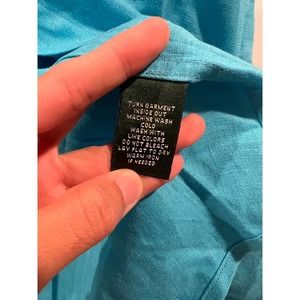 TURN GARMENT
INSIDE OUT
MACHINE WASH
COLD
WASH WITH
LIKE COLORS
DO NOT BLEACH
LAY FLAT TO DRY
WARM IRON
IF NEEDED